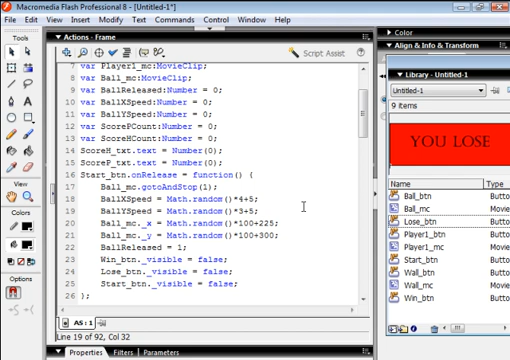 Macromedia Flash Professional 8 - [Untitled-1*]
File Edit View Insert Modify Text Commands Control Window Help
Tools
Colors
Options
Actions - Frame
Script Assist
7 var Player1_mc:MovieClip;
8 var Ball_mc:MovieClip;
9 var BallReleased:Number = 0;
10 var BallXSpeed:Number = 0;
11 var BallYSpeed:Number = 0;
12 var ScorePCount:Number = 0;
13 var ScoreHCount:Number = 0;
14 ScoreH_txt.text = Number(0);
15 ScoreP_txt.text = Number(0);
16 Start_btn.onRelease = function() {
17 Ball_mc.gotoAndStop(1);
18 BallXSpeed = Math.random()*4+5;
19 BallYSpeed = Math.random()*3+5;
20 Ball_mc._x = Math.random()*100+225;
21 Ball_mc._y = Math.random()*100+300;
22 BallReleased = 1;
23 Win_btn._visible = false;
24 Lose_btn._visible = false;
25 Start_btn._visible = false;
26 };
AS : 1
Line 19 of 92, Col 32
Properties Filters Parameters
Color
Align & Info & Transform
Library - Untitled-1
Untitled-1
9 items
YOU LOSE
Name Type
Ball_btn Butto
Ball_mc Movie
Lose_btn Butto
Player1_btn Butto
Player1_mc Movie
Start_btn Butto
Wall_btn Butto
Wall_mc Movie
Win_btn Butto